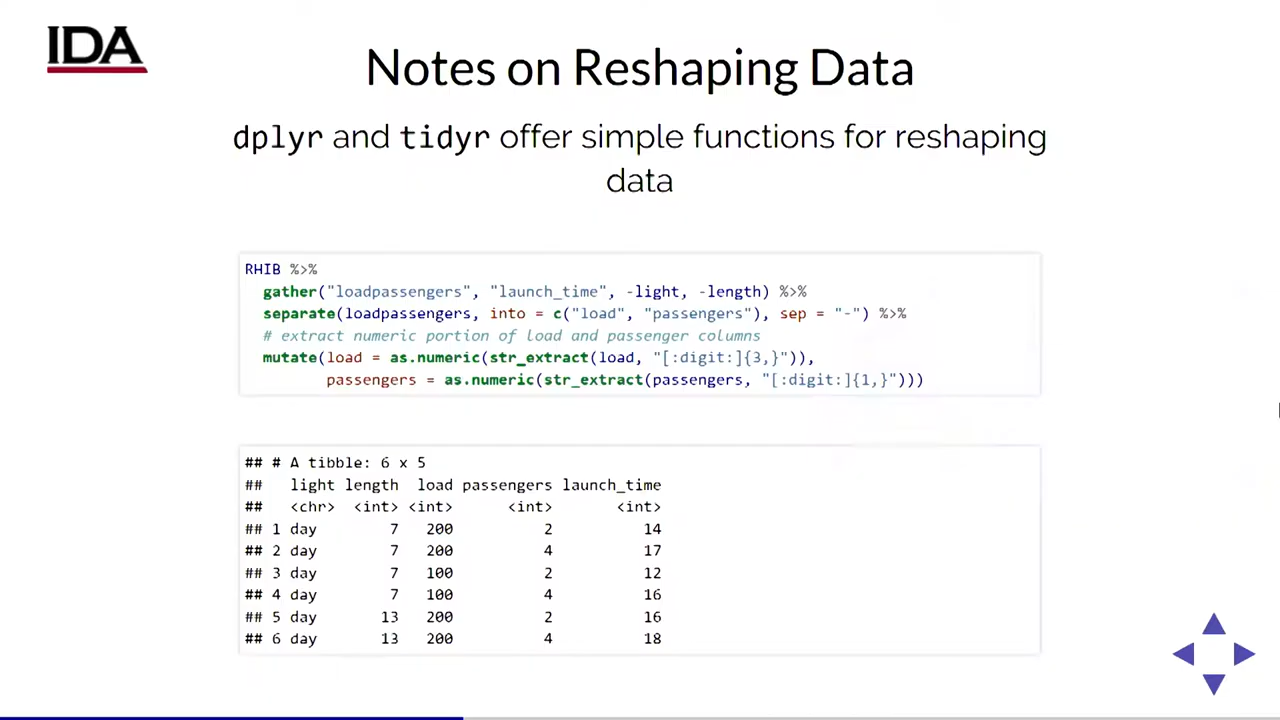 IDA
Notes on Reshaping Data
dplyr and tidyr offer simple functions for reshaping
data
RHIB %>%
  gather("loadpassengers", "launch_time", -light, -length) %>%
  separate(loadpassengers, into = c("load", "passengers"), sep = "-") %>%
  # extract numeric portion of load and passenger columns
  mutate(load = as.numeric(str_extract(load, "[:digit:]{3,}")),
         passengers = as.numeric(str_extract(passengers, "[:digit:]{1,}")))
## # A tibble: 6 x 5
##   light length  load passengers launch_time
##   <chr>  <int> <int>      <int>       <int>
## 1 day        7   200          2          14
## 2 day        7   200          4          17
## 3 day        7   100          2          12
## 4 day        7   100          4          16
## 5 day       13   200          2          16
## 6 day       13   200          4          18